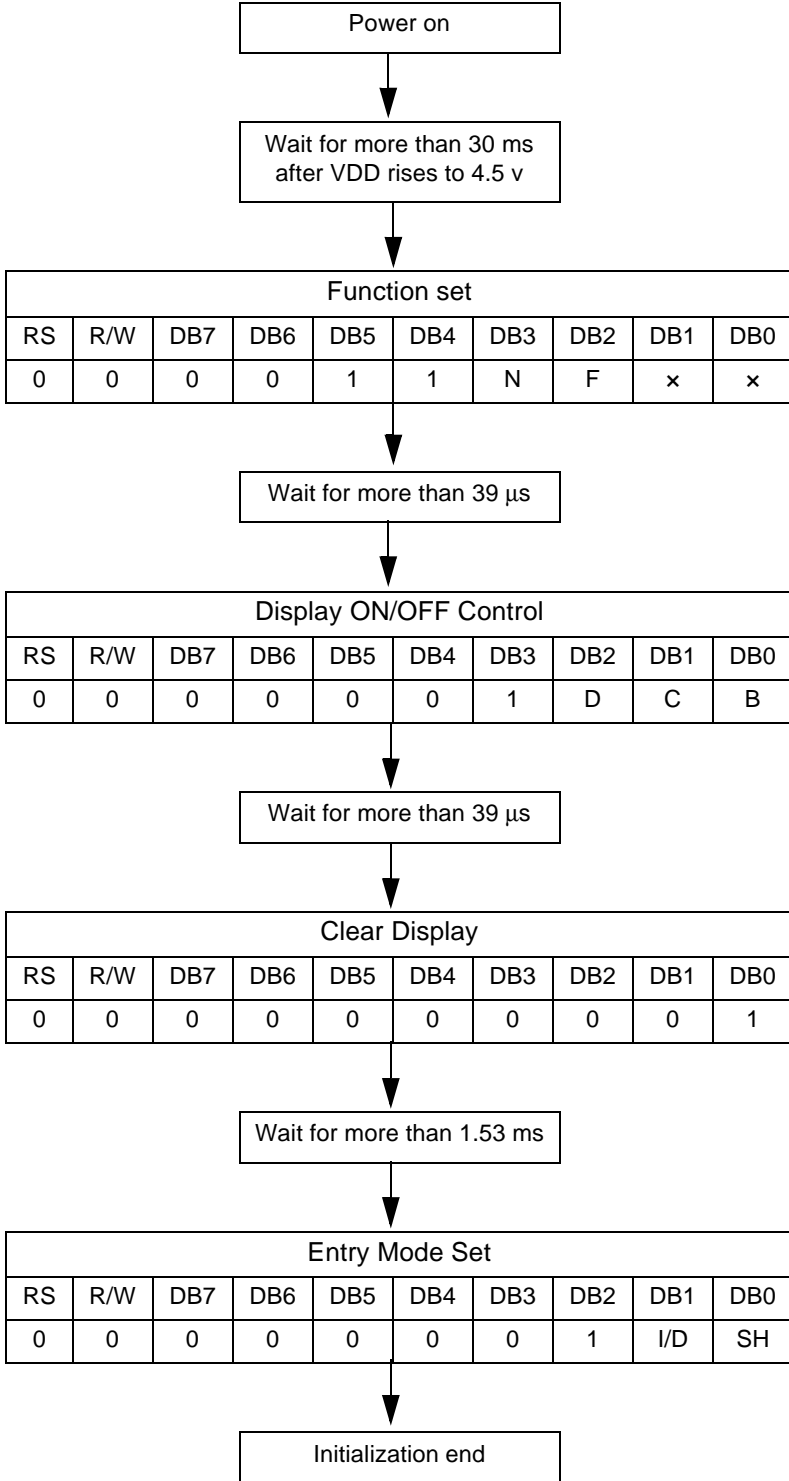 Power on
Wait for more than 30 ms
after VDD rises to 4.5 v
Function set
RS R/W DB7 DB6 DB5 DB4 DB3 DB2 DB1 DB0
0 0 0 0 1 1 N F × ×
Wait for more than 39 μs
Display ON/OFF Control
RS R/W DB7 DB6 DB5 DB4 DB3 DB2 DB1 DB0
0 0 0 0 0 0 1 D C B
Wait for more than 39 μs
Clear Display
RS R/W DB7 DB6 DB5 DB4 DB3 DB2 DB1 DB0
0 0 0 0 0 0 0 0 0 1
Wait for more than 1.53 ms
Entry Mode Set
RS R/W DB7 DB6 DB5 DB4 DB3 DB2 DB1 DB0
0 0 0 0 0 0 0 1 I/D SH
Initialization end